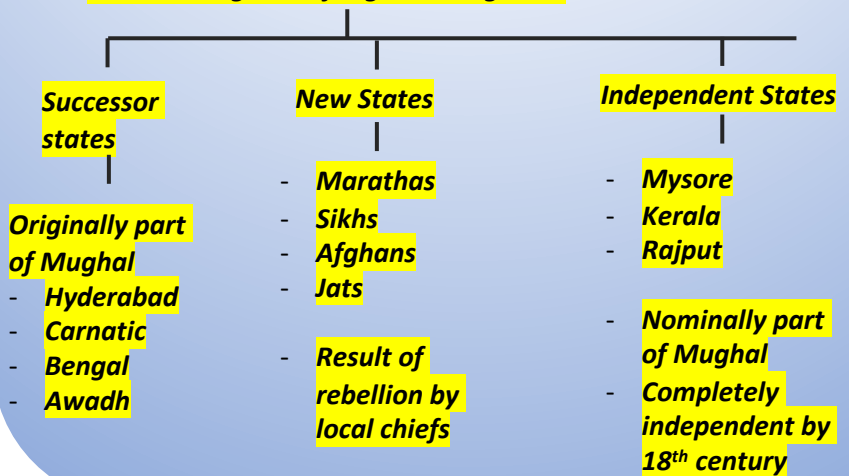 Successor
states
Originally part
of Mughal
- Hyderabad
- Carnatic
- Bengal
- Awadh
New States
- Marathas
- Sikhs
- Afghans
- Jats
- Result of
rebellion by
local chiefs
Independent States
- Mysore
- Kerala
- Rajput
- Nominally part
of Mughal
- Completely
independent by
18th century